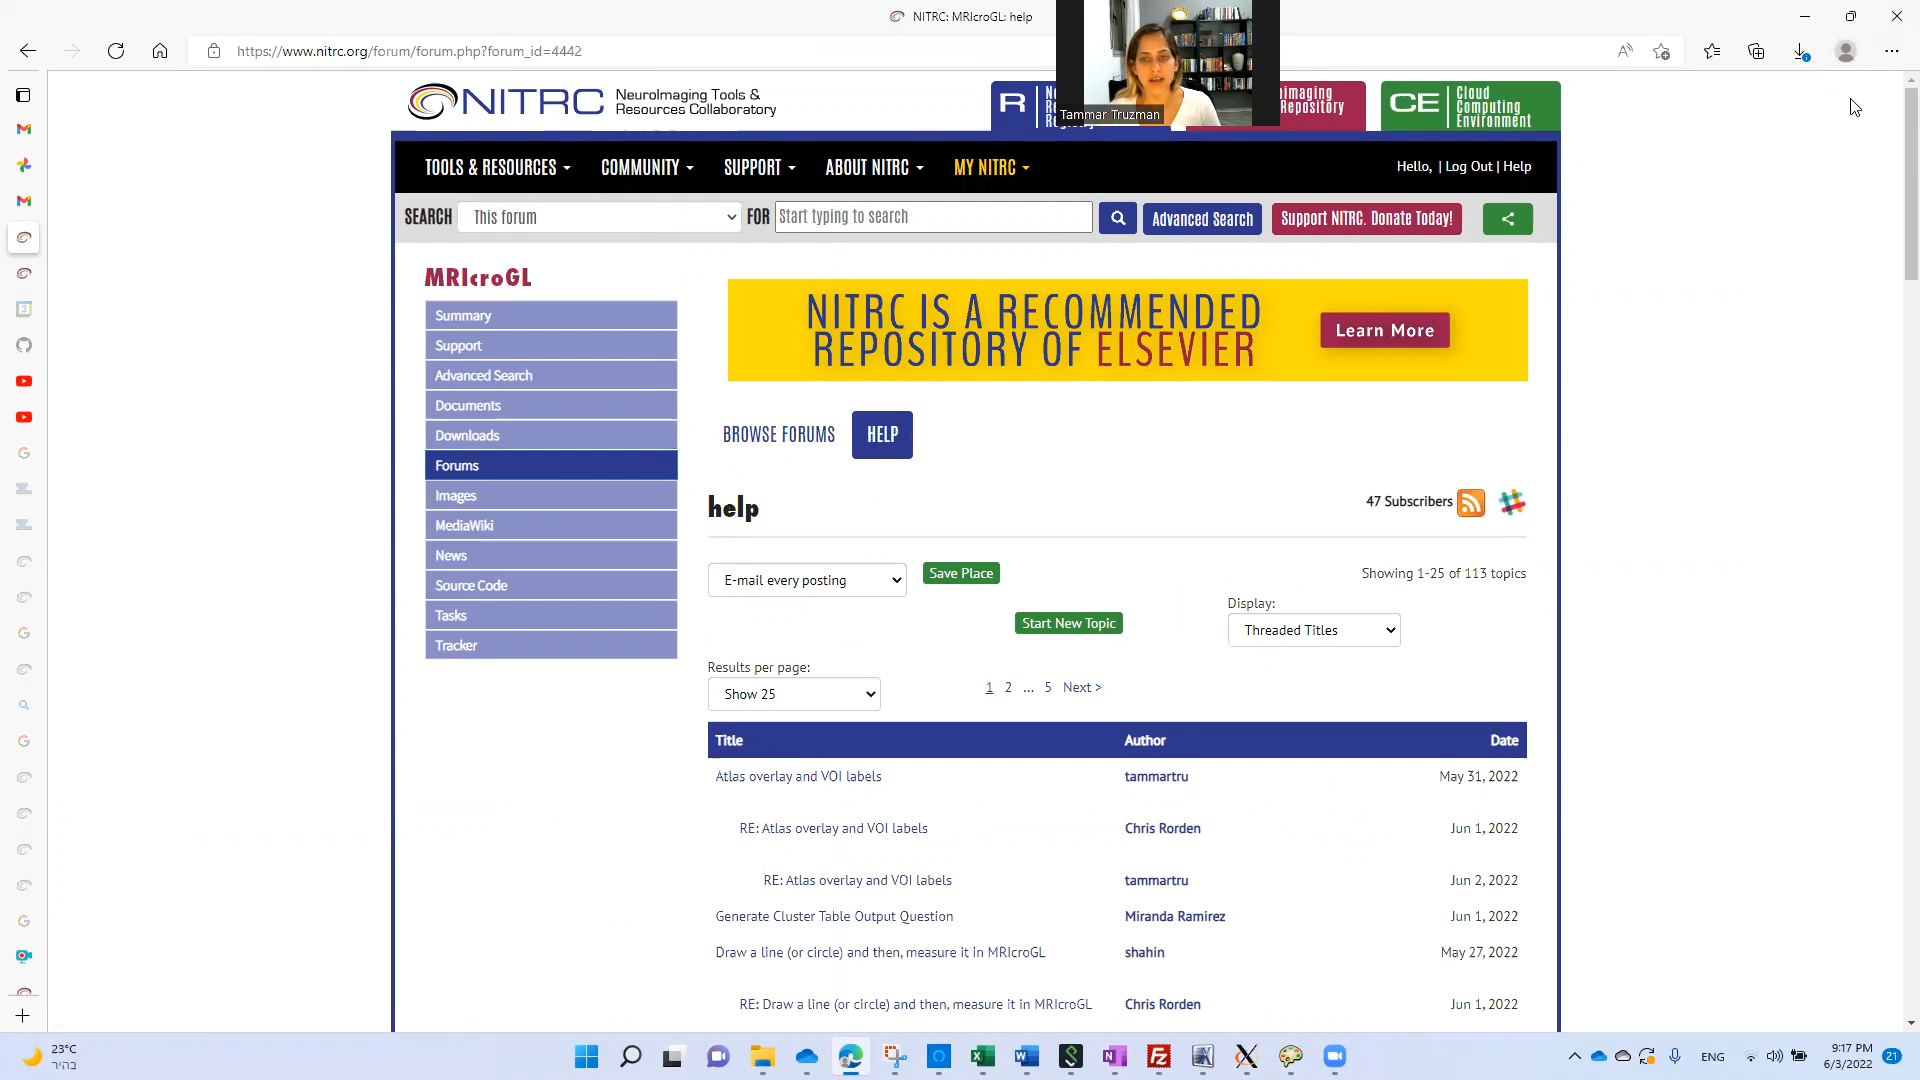 NITRC: MRIcroGL: help
https://www.nitrc.org/forum/forum.php?forum_id=4442
NITRC
NeuroImaging Tools &
Resources Collaboratory
R
Tammar Truzman
Repository
CE
Cloud
Computing
Environment
TOOLS & RESOURCES
COMMUNITY
SUPPORT
ABOUT NITRC
MY NITRC
Hello, | Log Out | Help
SEARCH
This forum
FOR
Start typing to search
Advanced Search
Support NITRC. Donate Today!
MRIcroGL
Summary
Support
Advanced Search
Documents
Downloads
Forums
Images
MediaWiki
News
Source Code
Tasks
Tracker
NITRC IS A RECOMMENDED
REPOSITORY OF ELSEVIER
Learn More
BROWSE FORUMS
HELP
help
47 Subscribers
E-mail every posting
Save Place
Showing 1-25 of 113 topics
Start New Topic
Display:
Threaded Titles
Results per page:
Show 25
1 2 ... 5 Next >
Title Author Date
Atlas overlay and VOI labels tammartru May 31, 2022
RE: Atlas overlay and VOI labels Chris Rorden Jun 1, 2022
RE: Atlas overlay and VOI labels tammartru Jun 2, 2022
Generate Cluster Table Output Question Miranda Ramirez Jun 1, 2022
Draw a line (or circle) and then, measure it in MRIcroGL shahin May 27, 2022
RE: Draw a line (or circle) and then, measure it in MRIcroGL Chris Rorden Jun 1, 2022
23°C
בהיר
ENG
9:17 PM
6/3/2022
21